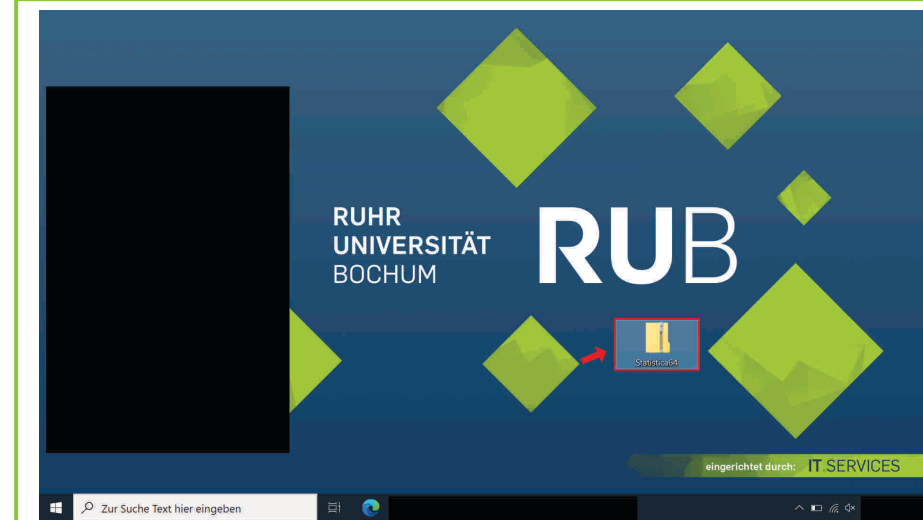 RUHR
UNIVERSITÄT
BOCHUM
RUB
Statistica64
eingerichtet durch: IT.SERVICES
Zur Suche Text hier eingeben